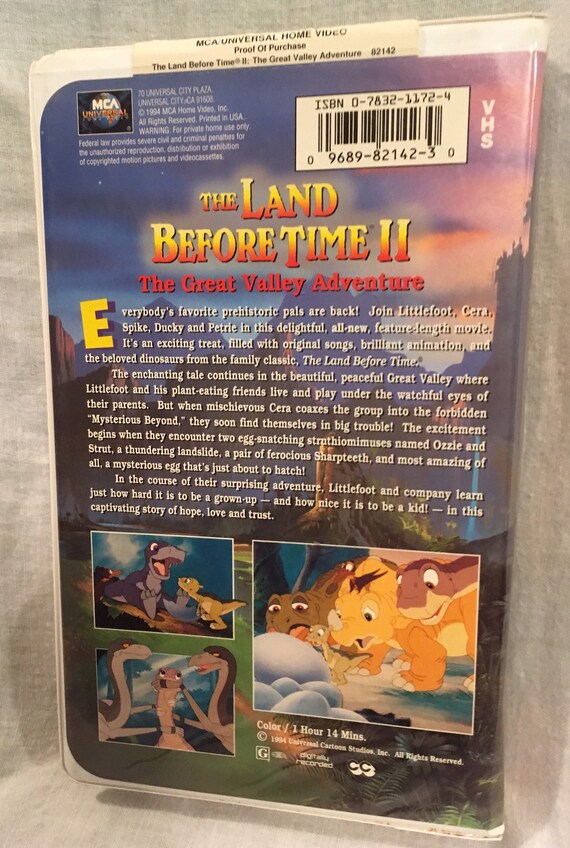 MCA/UNIVERSAL HOME VIDEO
Proof Of Purchase
The Land Before Time® II: The Great Valley Adventure 82142
MCA
UNIVERSAL
70 UNIVERSAL CITY PLAZA,
UNIVERSAL CITY, CA 91608.
© 1994 MCA Home Video, Inc.
All Rights Reserved. Printed in USA.
WARNING: For private home use only.
Federal law provides severe civil and criminal penalties for
the unauthorized reproduction, distribution or exhibition
of copyrighted motion pictures and videocassettes.
ISBN 0-7832-1172-4
0 9689-82142-3 0
VHS
THE LAND
BEFORE TIME II
The Great Valley Adventure
Everybody's favorite prehistoric pals are back! Join Littlefoot, Cera,
Spike, Ducky and Petrie in this delightful, all-new, feature-length movie.
It's an exciting treat, filled with original songs, brilliant animation, and
the beloved dinosaurs from the family classic, The Land Before Time.®
The enchanting tale continues in the beautiful, peaceful Great Valley where
Littlefoot and his plant-eating friends live and play under the watchful eyes of
their parents. But when mischievous Cera coaxes the group into the forbidden
"Mysterious Beyond," they soon find themselves in big trouble! The excitement
begins when they encounter two egg-snatching struthiomimuses named Ozzie and
Strut, a thundering landslide, a pair of ferocious Sharpteeth, and most amazing of
all, a mysterious egg that's just about to hatch!
In the course of their surprising adventure, Littlefoot and company learn
just how hard it is to be a grown-up — and how nice it is to be a kid! — in this
captivating story of hope, love and trust.
Color / 1 Hour 14 Mins.
© 1994 Universal Cartoon Studios, Inc. All Rights Reserved.
G digitally
recorded CC